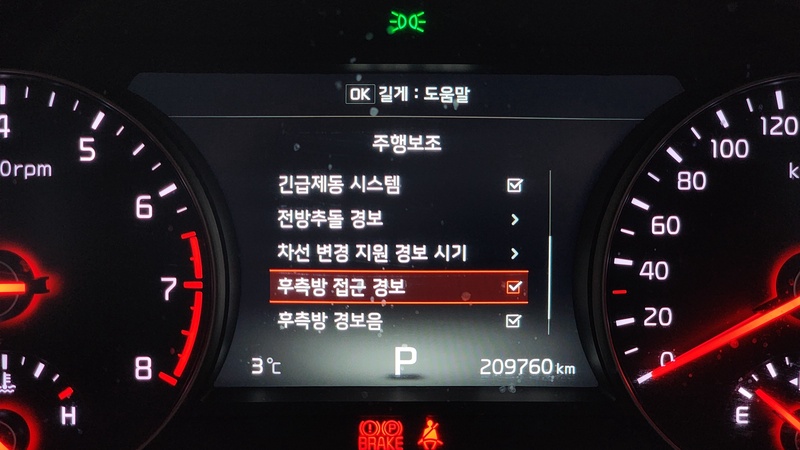 OK 길게 : 도움말
주행보조
긴급제동 시스템
전방추돌 경보
차선 변경 지원 경보 시기
후측방 접근 경보
후측방 경보음
3℃
P
209760 km
4
5
6
7
8
H
0
20
40
60
80
100
120
E
BRAKE